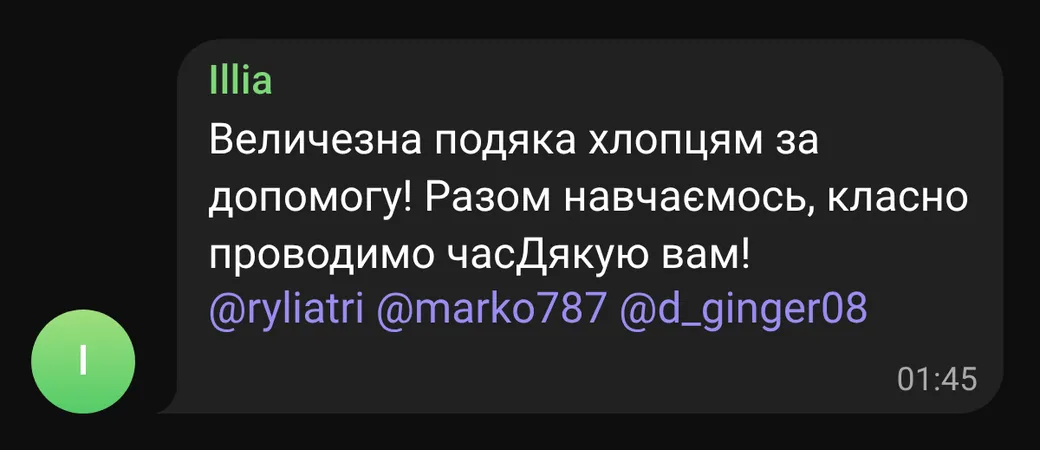 Illia
Величезна подяка хлопцям за
допомогу! Разом навчаємось, класно
проводимо часДякую вам!
@ryliatri @marko787 @d_ginger08
I
01:45